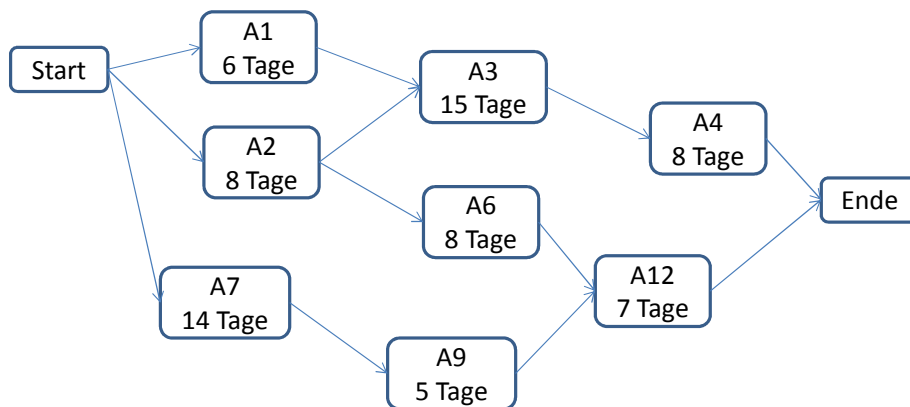 Start
A1
6 Tage
A2
8 Tage
A7
14 Tage
A3
15 Tage
A6
8 Tage
A9
5 Tage
A4
8 Tage
A12
7 Tage
Ende